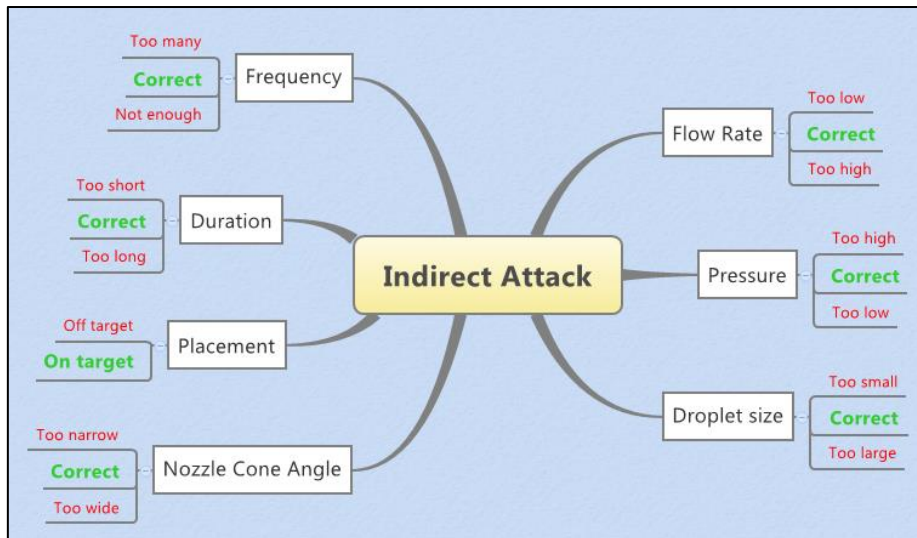 Indirect Attack
Frequency
Too many
Correct
Not enough
Duration
Too short
Correct
Too long
Placement
Off target
On target
Nozzle Cone Angle
Too narrow
Correct
Too wide
Flow Rate
Too low
Correct
Too high
Pressure
Too high
Correct
Too low
Droplet size
Too small
Correct
Too large